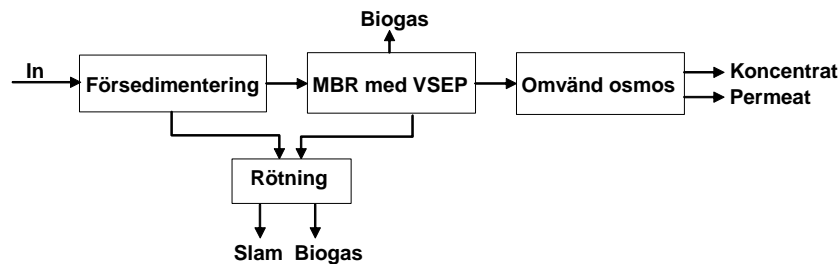 Biogas
In
Försedimentering
MBR med VSEP
Omvänd osmos
Koncentrat
Permeat
Rötning
Slam Biogas